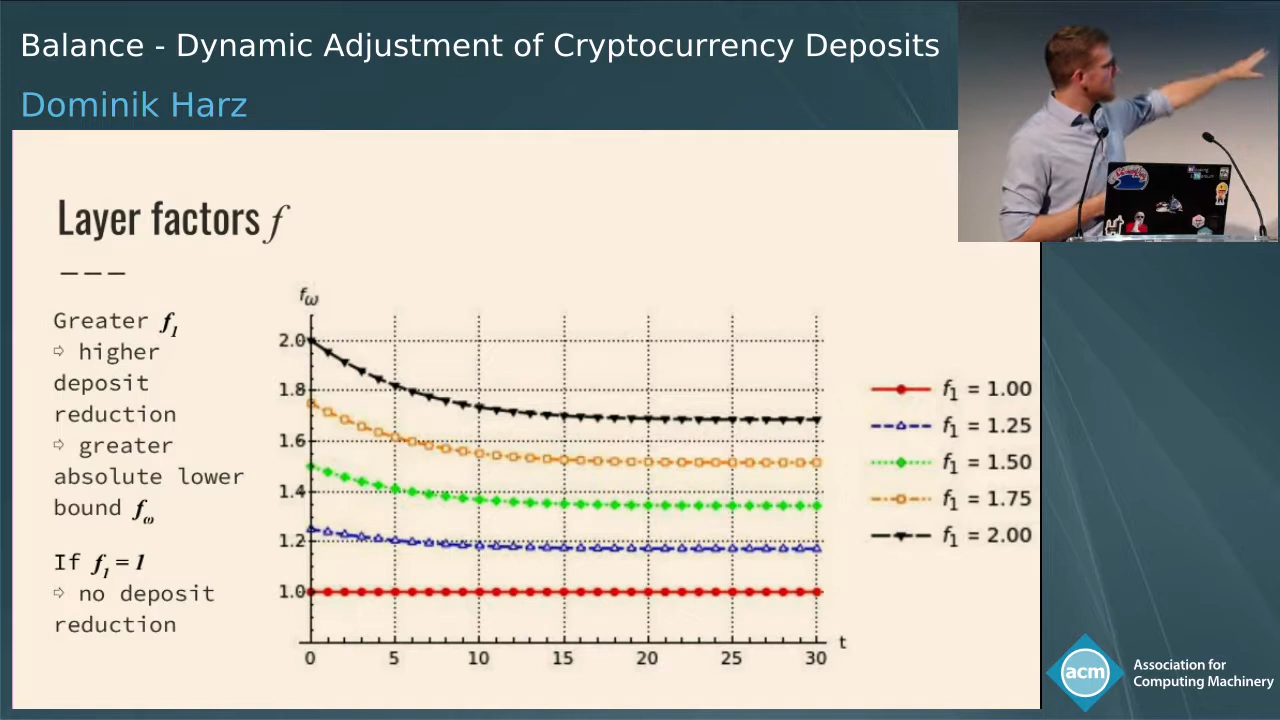 Balance - Dynamic Adjustment of Cryptocurrency Deposits
Dominik Harz
Layer factors f
---
Greater f1
⇨ higher
deposit
reduction
⇨ greater
absolute lower
bound fω
If f1 = 1
⇨ no deposit
reduction
fω
2.0
1.8
1.6
1.4
1.2
1.0
0 5 10 15 20 25 30
t
f1 = 1.00
f1 = 1.25
f1 = 1.50
f1 = 1.75
f1 = 2.00
acm
Association for
Computing Machinery